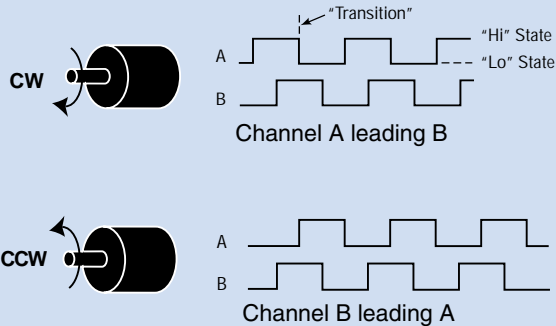 “Transition”
“Hi” State
A
“Lo” State
CW
B
Channel A leading B
A
CCW
B
Channel B leading A